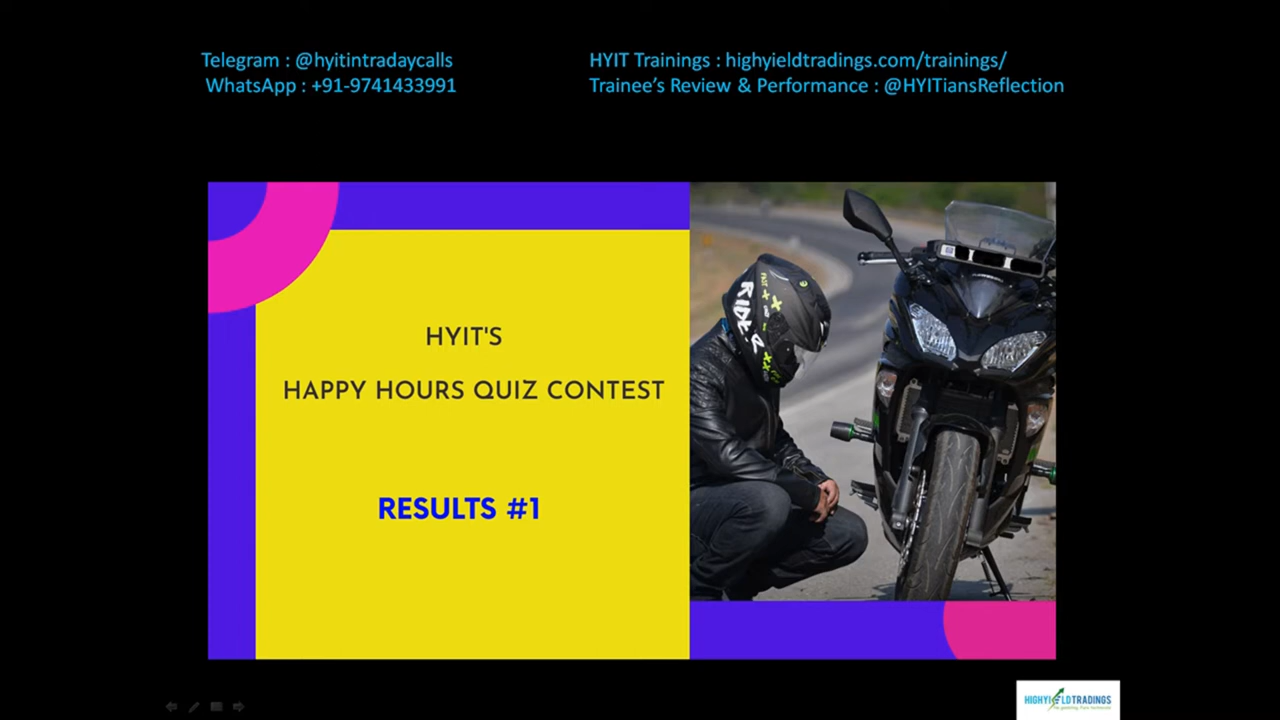 Telegram : @hyitintradaycalls
WhatsApp : +91-9741433991
HYIT Trainings : highyieldtradings.com/trainings/
Trainee's Review & Performance : @HYITiansReflection
HYIT'S
HAPPY HOURS QUIZ CONTEST
RESULTS #1
RIDER
HIGHYIELDTRADINGS